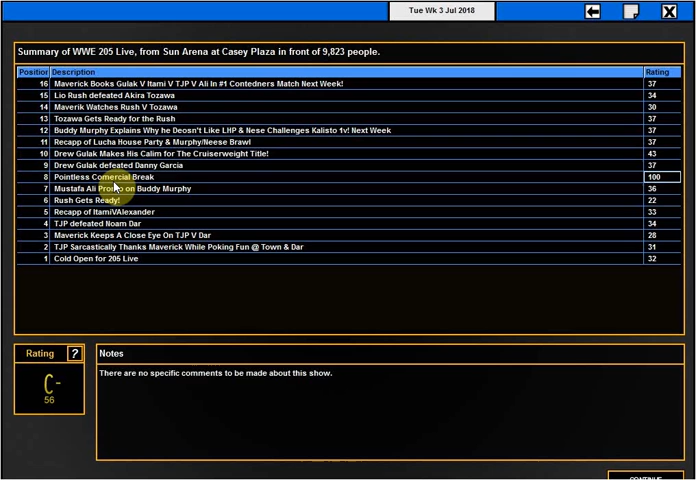 Tue Wk 3 Jul 2018
Summary of WWE 205 Live, from Sun Arena at Casey Plaza in front of 9,823 people.
Position Description Rating
16 Maverick Books Gulak V Itami V TJP V Ali In #1 Contedners Match Next Week! 37
15 Lio Rush defeated Akira Tozawa 34
14 Maverik Watches Rush V Tozawa 30
13 Tozawa Gets Ready for the Rush 37
12 Buddy Murphy Explains Why he Deosn't Like LHP & Nese Challenges Kalisto 1v! Next Week 37
11 Recapp of Lucha House Party & Murphy/Neese Brawl 37
10 Drew Gulak Makes His Calim for The Cruiserweight Title! 43
9 Drew Gulak defeated Danny Garcia 37
8 Pointless Comercial Break 100
7 Mustafa Ali Promo on Buddy Murphy 36
6 Rush Gets Ready! 22
5 Recapp of ItamiVAlexander 33
4 TJP defeated Noam Dar 34
3 Maverick Keeps A Close Eye On TJP V Dar 28
2 TJP Sarcastically Thanks Maverick While Poking Fun @ Town & Dar 31
1 Cold Open for 205 Live 32
Rating ?
C-
56
Notes
There are no specific comments to be made about this show.
CONTINUE